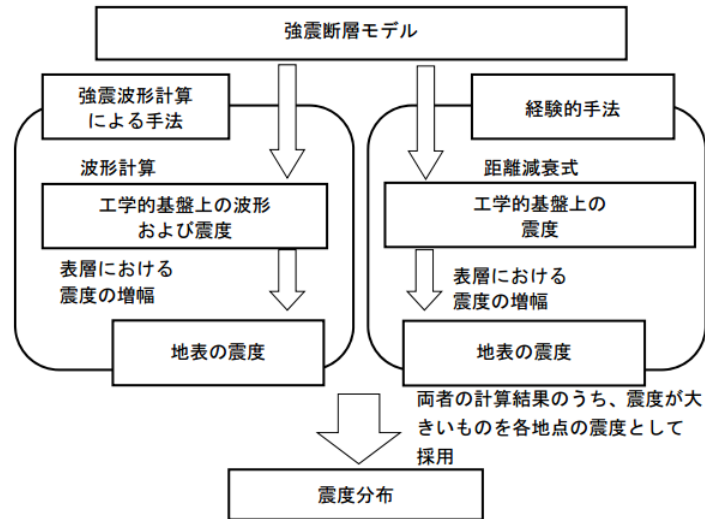 強震断層モデル
強震波形計算
による手法
波形計算
工学的基盤上の波形
および震度
表層における
震度の増幅
地表の震度
経験的手法
距離減衰式
工学的基盤上の
震度
表層における
震度の増幅
地表の震度
両者の計算結果のうち、震度が大
きいものを各地点の震度として
採用
震度分布